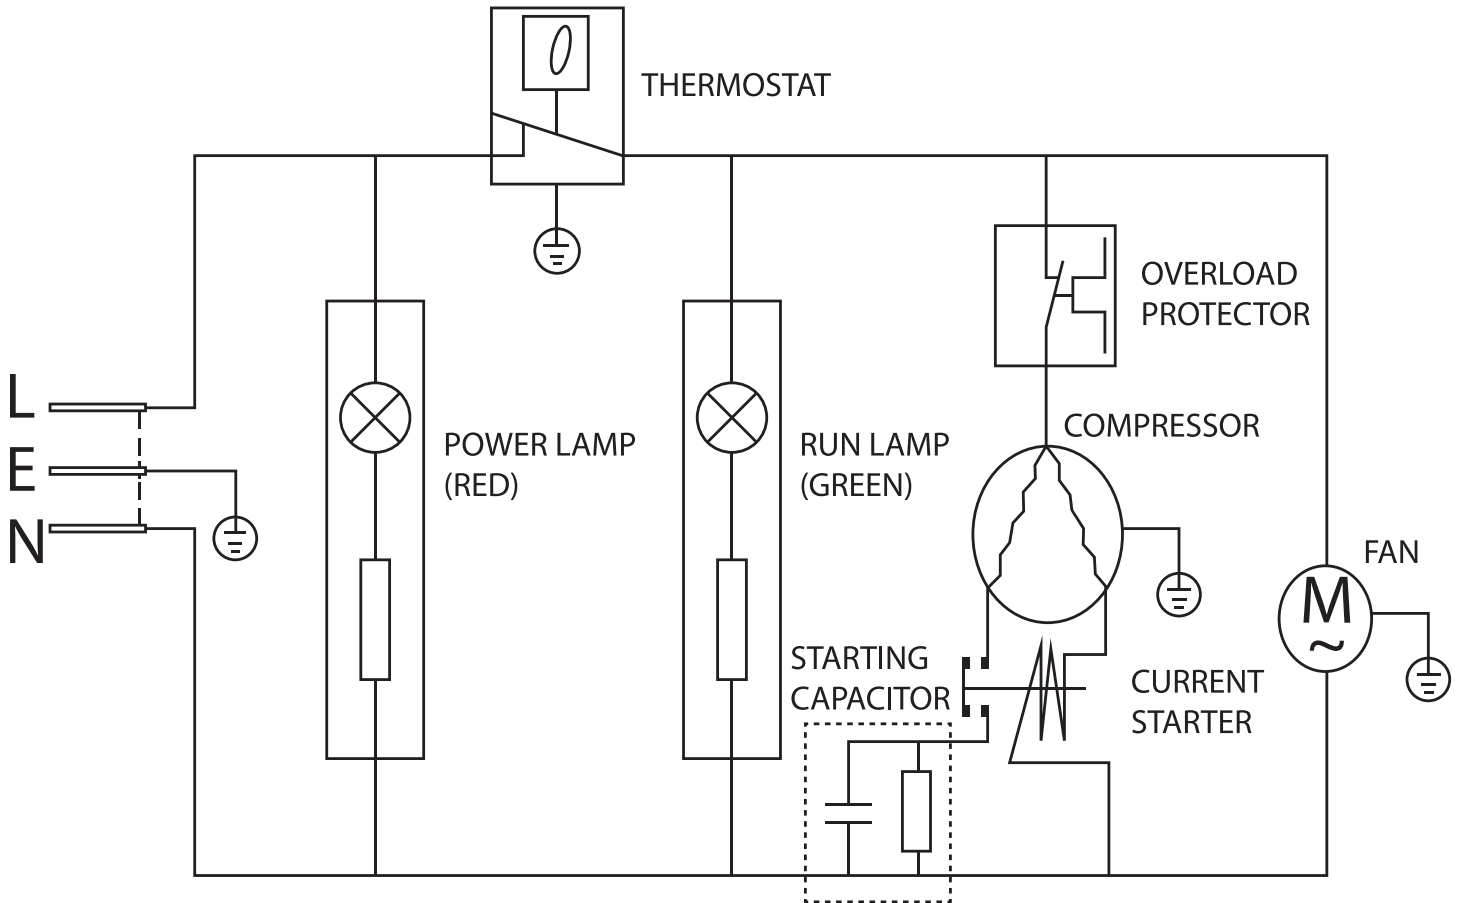 THERMOSTAT
OVERLOAD
PROTECTOR
L
E
N
POWER LAMP
(RED)
RUN LAMP
(GREEN)
COMPRESSOR
FAN
M
~
STARTING
CAPACITOR
CURRENT
STARTER